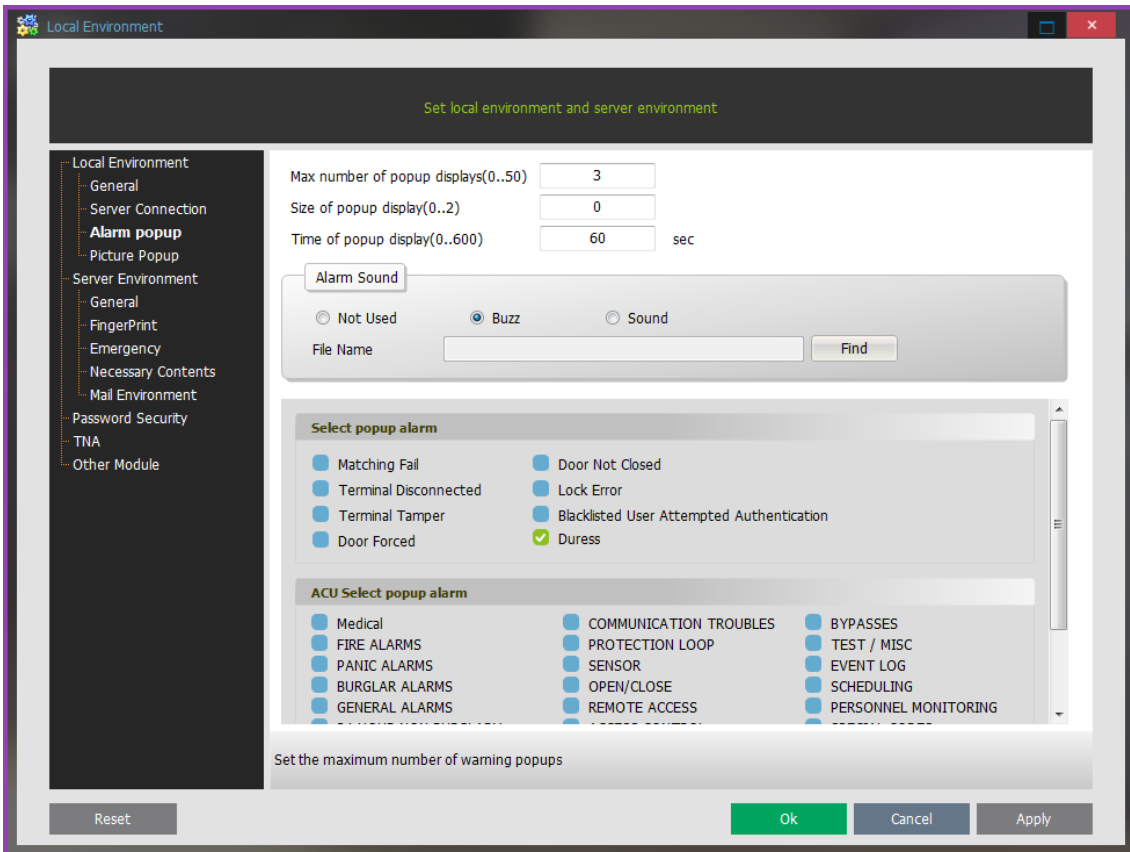 Local Environment
Set local environment and server environment
Local Environment
General
Server Connection
Alarm popup
Picture Popup
Server Environment
General
FingerPrint
Emergency
Necessary Contents
Mail Environment
Password Security
TNA
Other Module
Max number of popup displays(0..50) 3
Size of popup display(0..2) 0
Time of popup display(0..600) 60 sec
Alarm Sound
Not Used Buzz Sound
File Name Find
Select popup alarm
Matching Fail Door Not Closed
Terminal Disconnected Lock Error
Terminal Tamper Blacklisted User Attempted Authentication
Door Forced Duress
ACU Select popup alarm
Medical COMMUNICATION TROUBLES BYPASSES
FIRE ALARMS PROTECTION LOOP TEST / MISC
PANIC ALARMS SENSOR EVENT LOG
BURGLAR ALARMS OPEN/CLOSE SCHEDULING
GENERAL ALARMS REMOTE ACCESS PERSONNEL MONITORING
Set the maximum number of warning popups
Reset Ok Cancel Apply